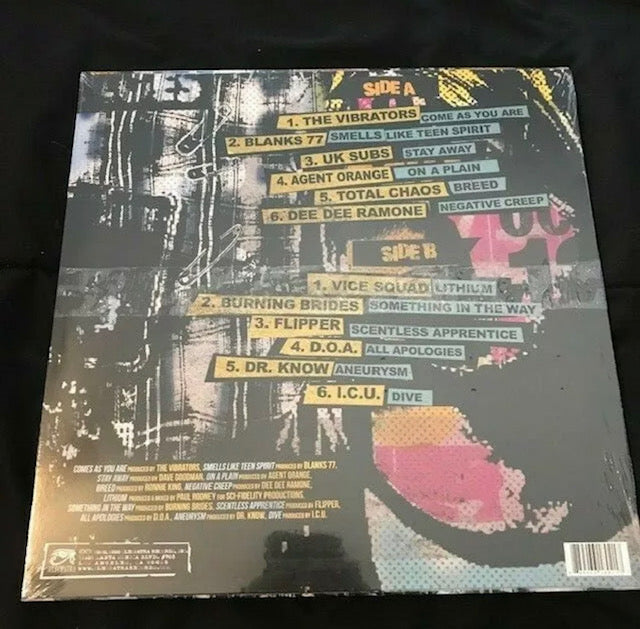 SIDE A
1. THE VIBRATORS COME AS YOU ARE
2. BLANKS 77 SMELLS LIKE TEEN SPIRIT
3. UK SUBS STAY AWAY
4. AGENT ORANGE ON A PLAIN
5. TOTAL CHAOS BREED
6. DEE DEE RAMONE NEGATIVE CREEP
SIDE B
1. VICE SQUAD LITHIUM
2. BURNING BRIDES SOMETHING IN THE WAY
3. FLIPPER SCENTLESS APPRENTICE
4. D.O.A. ALL APOLOGIES
5. DR. KNOW ANEURYSM
6. I.C.U. DIVE
COME AS YOU ARE PRODUCED BY THE VIBRATORS, SMELLS LIKE TEEN SPIRIT PRODUCED BY BLANKS 77,
STAY AWAY PRODUCED BY DAVE GOODMAN, ON A PLAIN PRODUCED BY AGENT ORANGE,
BREED PRODUCED BY RONNIE KING, NEGATIVE CREEP PRODUCED BY DEE DEE RAMONE,
LITHIUM PRODUCED & MIXED BY PAUL ROONEY FOR SCI-FIDELITY PRODUCTIONS,
SOMETHING IN THE WAY PRODUCED BY BURNING BRIDES, SCENTLESS APPRENTICE PRODUCED BY FLIPPER,
ALL APOLOGIES PRODUCED BY D.O.A., ANEURYSM PRODUCED BY DR. KNOW, DIVE PRODUCED BY I.C.U.
LOS ANGELES, CA